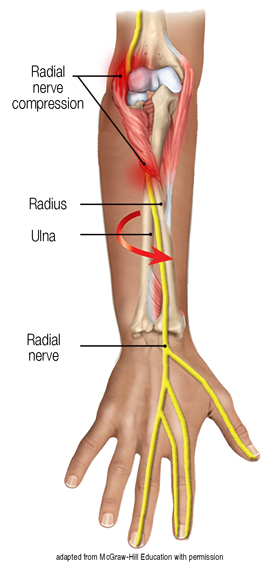 Radial
nerve
compression
Radius
Ulna
Radial
nerve
adapted from McGraw-Hill Education with permission